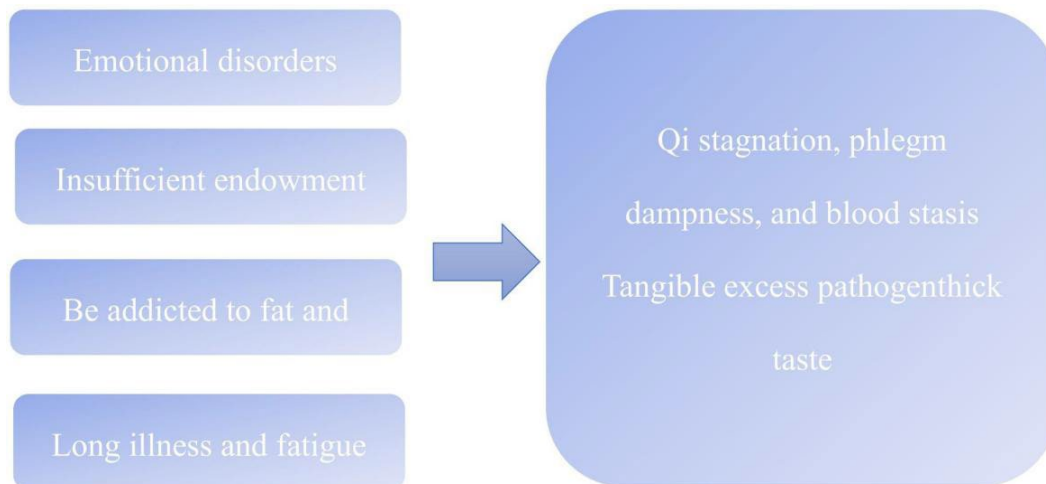 Emotional disorders
Insufficient endowment
Be addicted to fat and
Long illness and fatigue
Qi stagnation, phlegm
dampness, and blood stasis
Tangible excess pathogenthick
taste